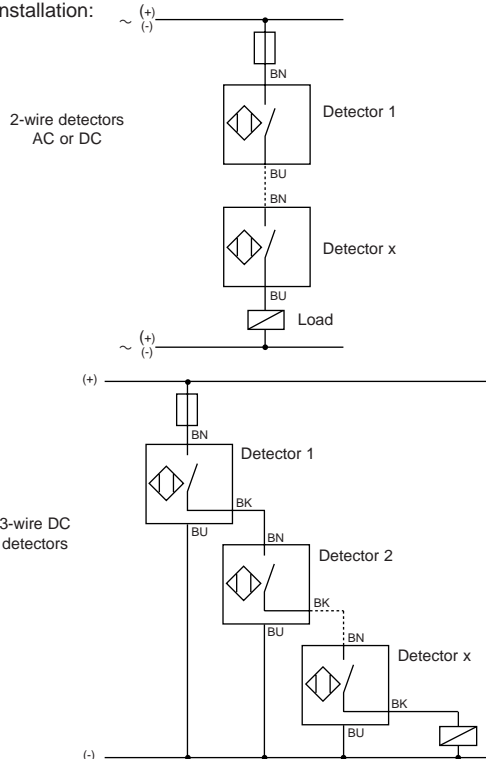 nstallation:
~ (+)
(-)
BN
2-wire detectors
AC or DC
Detector 1
BU
BN
Detector x
BU
Load
~ (+)
(-)
(+)
BN
Detector 1
BK
3-wire DC
detectors
BU
BN
Detector 2
BK
BU
BN
Detector x
BK
BU
(-)